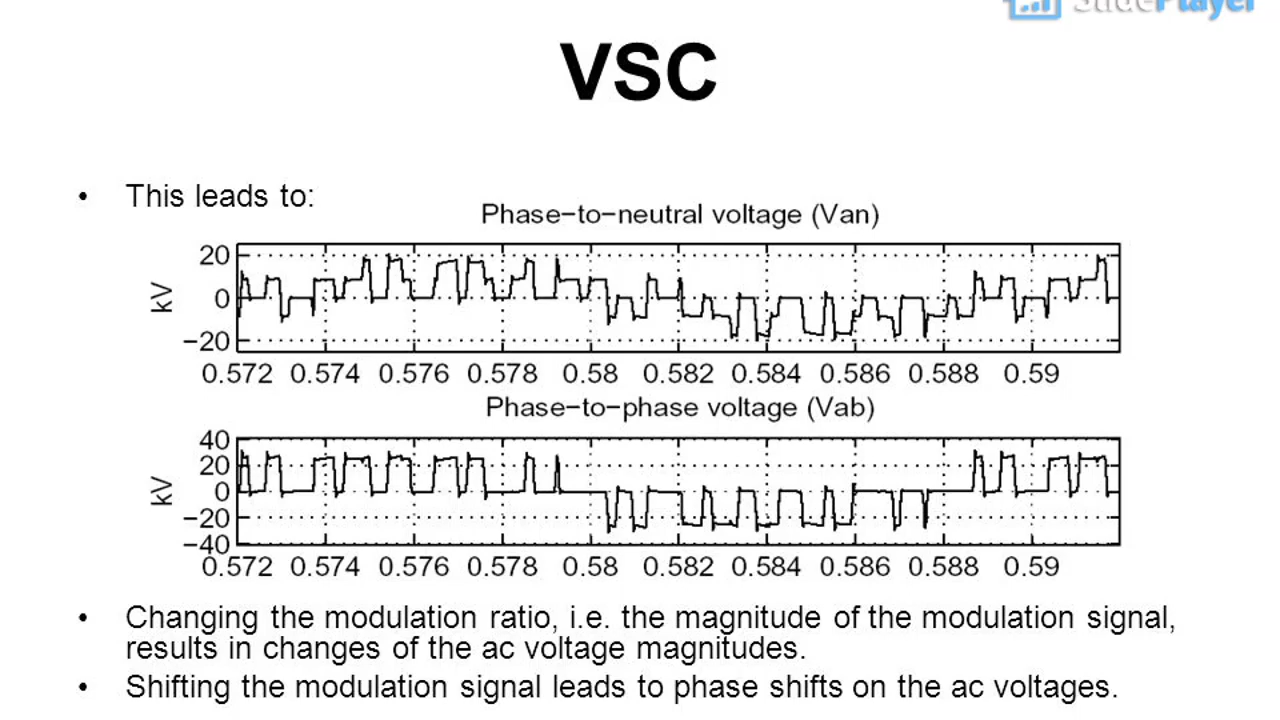 SlidePlayer
VSC
• This leads to:
Phase−to−neutral voltage (Van)
20
0
−20
kV
0.572 0.574 0.576 0.578 0.58 0.582 0.584 0.586 0.588 0.59
Phase−to−phase voltage (Vab)
40
20
0
−20
−40
kV
0.572 0.574 0.576 0.578 0.58 0.582 0.584 0.586 0.588 0.59
• Changing the modulation ratio, i.e. the magnitude of the modulation signal,
results in changes of the ac voltage magnitudes.
• Shifting the modulation signal leads to phase shifts on the ac voltages.